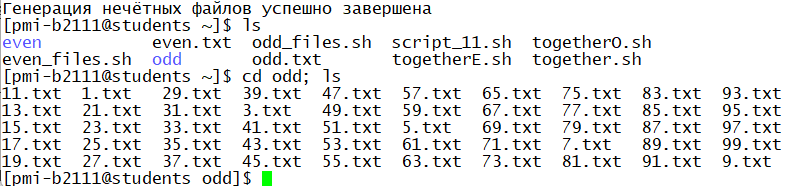 Генерация нечётных файлов успешно завершена
[pmi-b2111@students ~]$ ls
even           even.txt  odd_files.sh  script_11.sh  togetherO.sh
even_files.sh  odd       odd.txt       togetherE.sh  together.sh
[pmi-b2111@students ~]$ cd odd; ls
11.txt  1.txt   29.txt  39.txt  47.txt  57.txt  65.txt  75.txt  83.txt  93.txt
13.txt  21.txt  31.txt  3.txt   49.txt  59.txt  67.txt  77.txt  85.txt  95.txt
15.txt  23.txt  33.txt  41.txt  51.txt  5.txt   69.txt  79.txt  87.txt  97.txt
17.txt  25.txt  35.txt  43.txt  53.txt  61.txt  71.txt  7.txt   89.txt  99.txt
19.txt  27.txt  37.txt  45.txt  55.txt  63.txt  73.txt  81.txt  91.txt  9.txt
[pmi-b2111@students odd]$